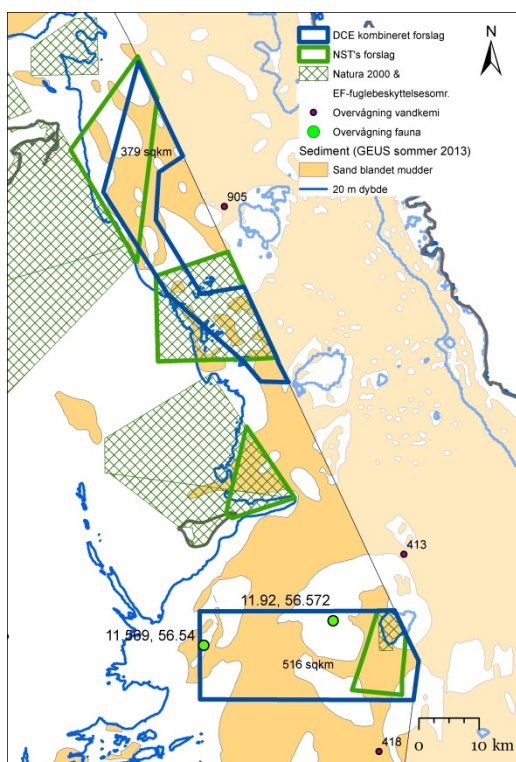 DCE kombineret forslag
NST's forslag
Natura 2000 &
EF-fuglebeskyttelsesomr.
Overvågning vandkemi
Overvågning fauna
Sediment (GEUS sommer 2013)
Sand blandet mudder
20 m dybde
N
379 sqkm
905
413
11.92, 56.572
11.589, 56.54
516 sqkm
418
0 10 km